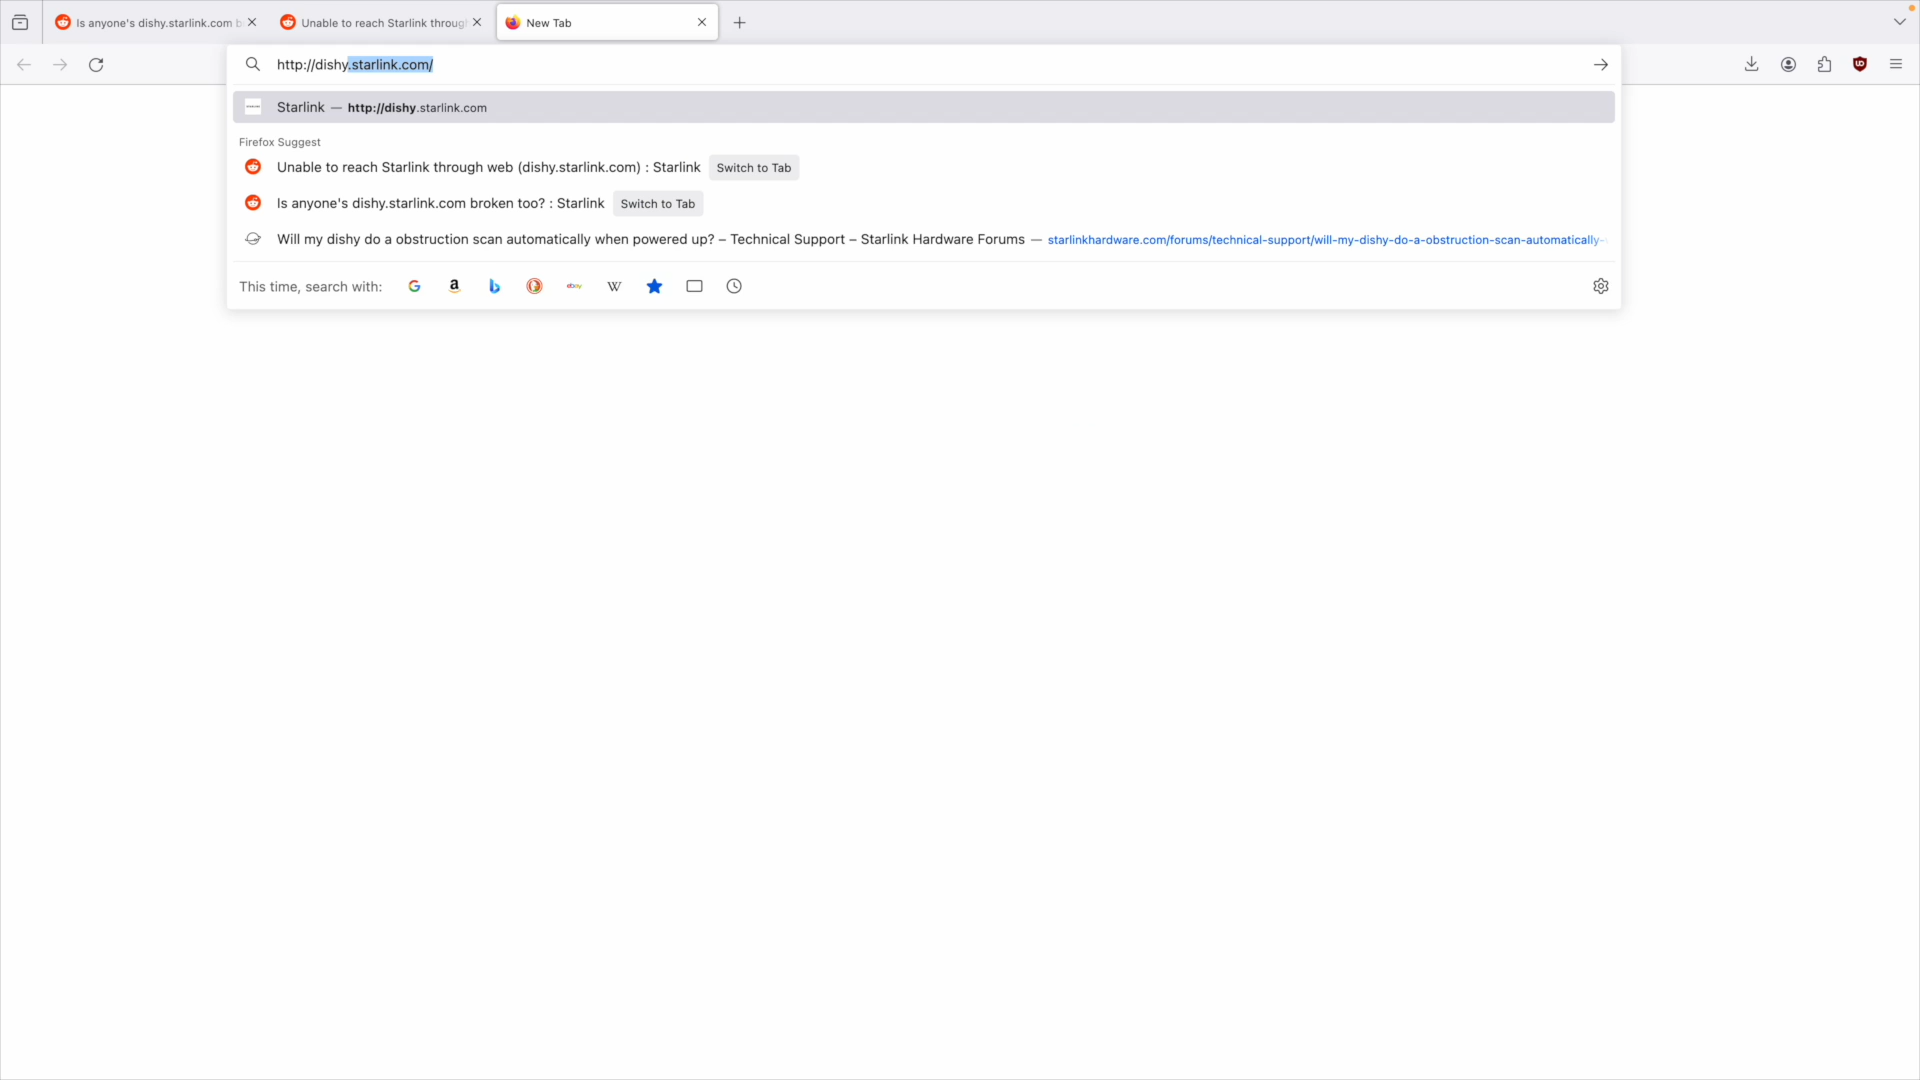 Is anyone's dishy.starlink.com b
Unable to reach Starlink throug
New Tab
http://dishy.starlink.com/
Starlink — http://dishy.starlink.com
Firefox Suggest
Unable to reach Starlink through web (dishy.starlink.com) : Starlink Switch to Tab
Is anyone's dishy.starlink.com broken too? : Starlink Switch to Tab
Will my dishy do a obstruction scan automatically when powered up? – Technical Support – Starlink Hardware Forums — starlinkhardware.com/forums/technical-support/will-my-dishy-do-a-obstruction-scan-automatically-
This time, search with: